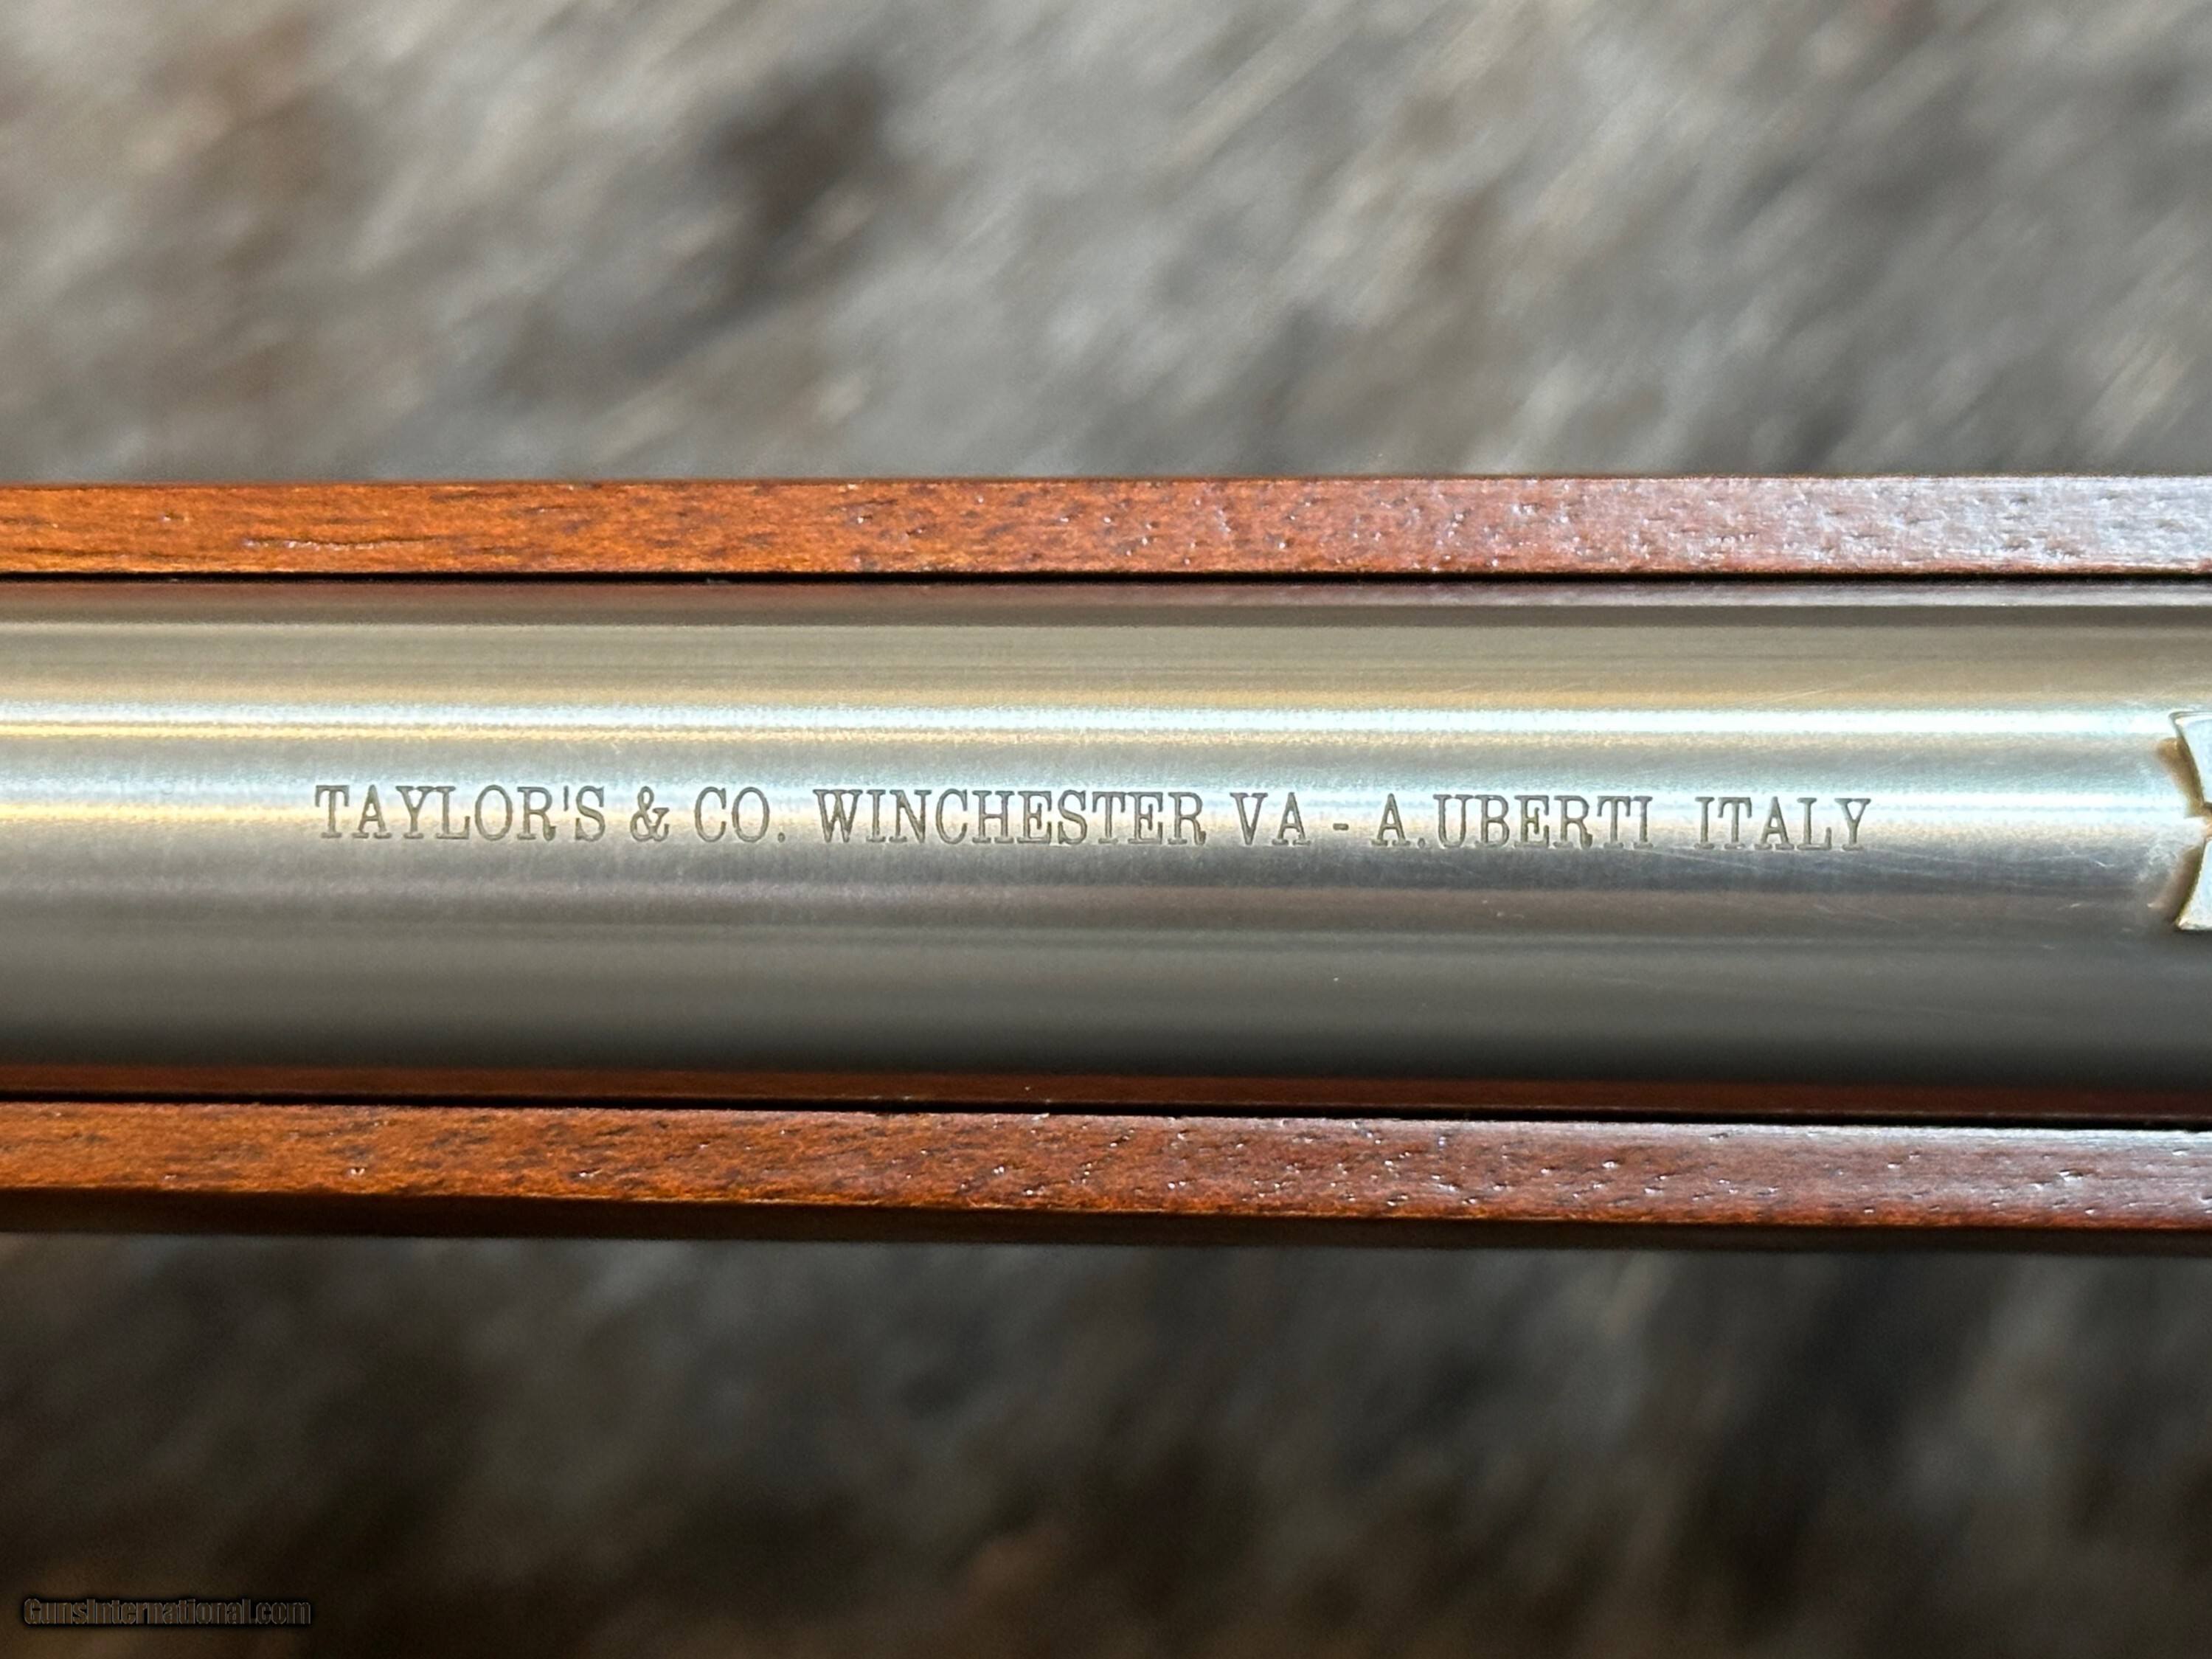 TAYLOR'S & CO. WINCHESTER VA - A.UBERTI ITALY
GunsInternational.com